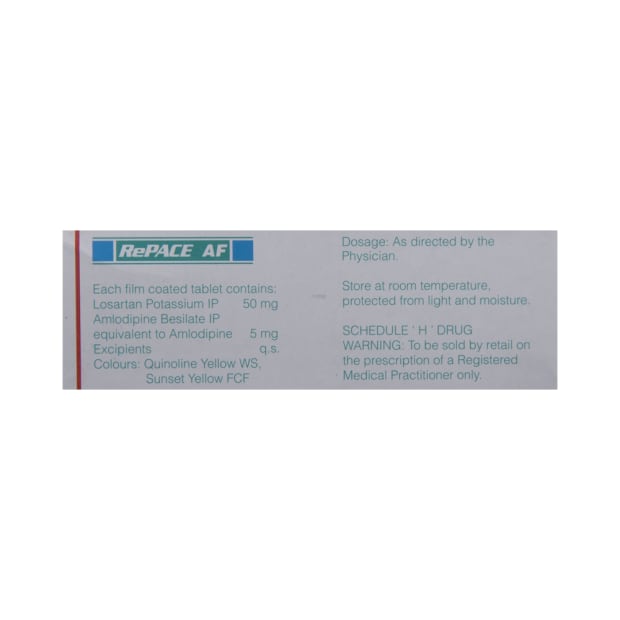 RePACE AF
Each film coated tablet contains:
Losartan Potassium IP 50 mg
Amlodipine Besilate IP
equivalent to Amlodipine 5 mg
Excipients q.s.
Colours: Quinoline Yellow WS,
Sunset Yellow FCF
Dosage: As directed by the
Physician.
Store at room temperature,
protected from light and moisture.
SCHEDULE ' H ' DRUG
WARNING: To be sold by retail on
the prescription of a Registered
Medical Practitioner only.